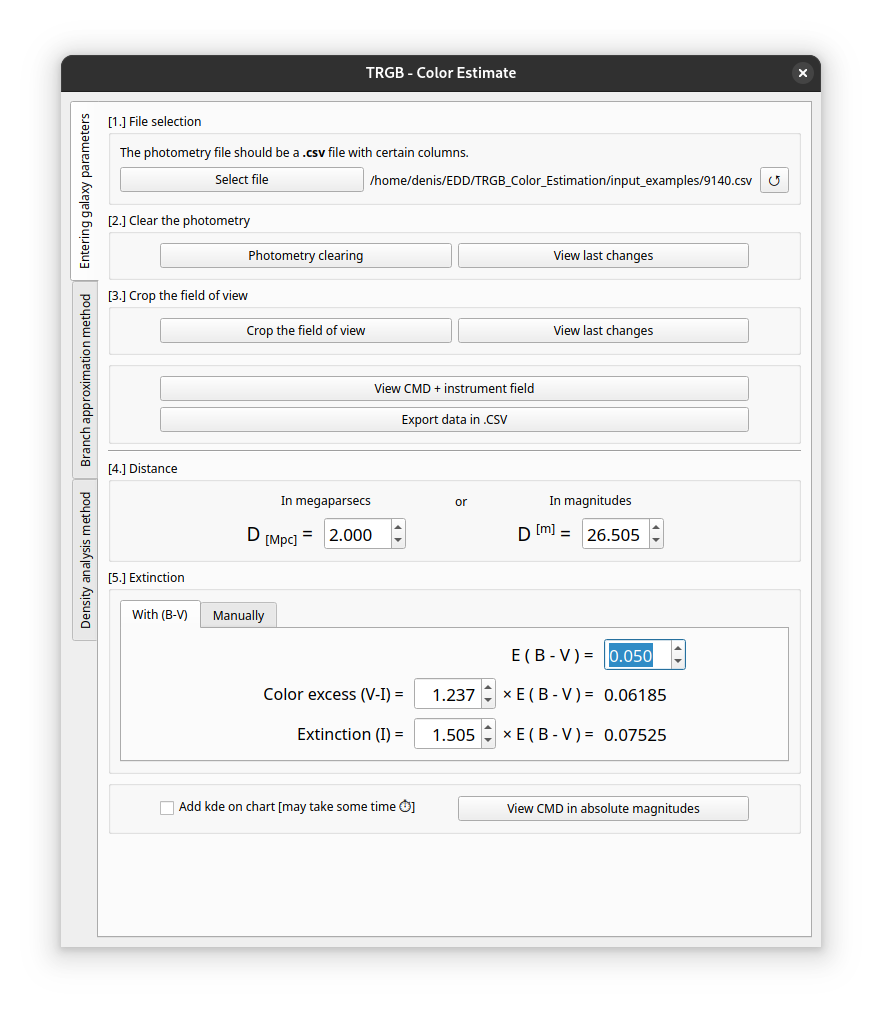 TRGB - Color Estimate
Entering galaxy parameters
Branch approximation method
Density analysis method
[1.] File selection
The photometry file should be a .csv file with certain columns.
Select file /home/denis/EDD/TRGB_Color_Estimation/input_examples/9140.csv ↺
[2.] Clear the photometry
Photometry clearing View last changes
[3.] Crop the field of view
Crop the field of view View last changes
View CMD + instrument field
Export data in .CSV
[4.] Distance
In megaparsecs or In magnitudes
D [Mpc] = 2.000 D [m] = 26.505
[5.] Extinction
With (B-V) Manually
E ( B - V ) = 0.050
Color excess (V-I) = 1.237 × E ( B - V ) = 0.06185
Extinction (I) = 1.505 × E ( B - V ) = 0.07525
Add kde on chart [may take some time ⏱] View CMD in absolute magnitudes